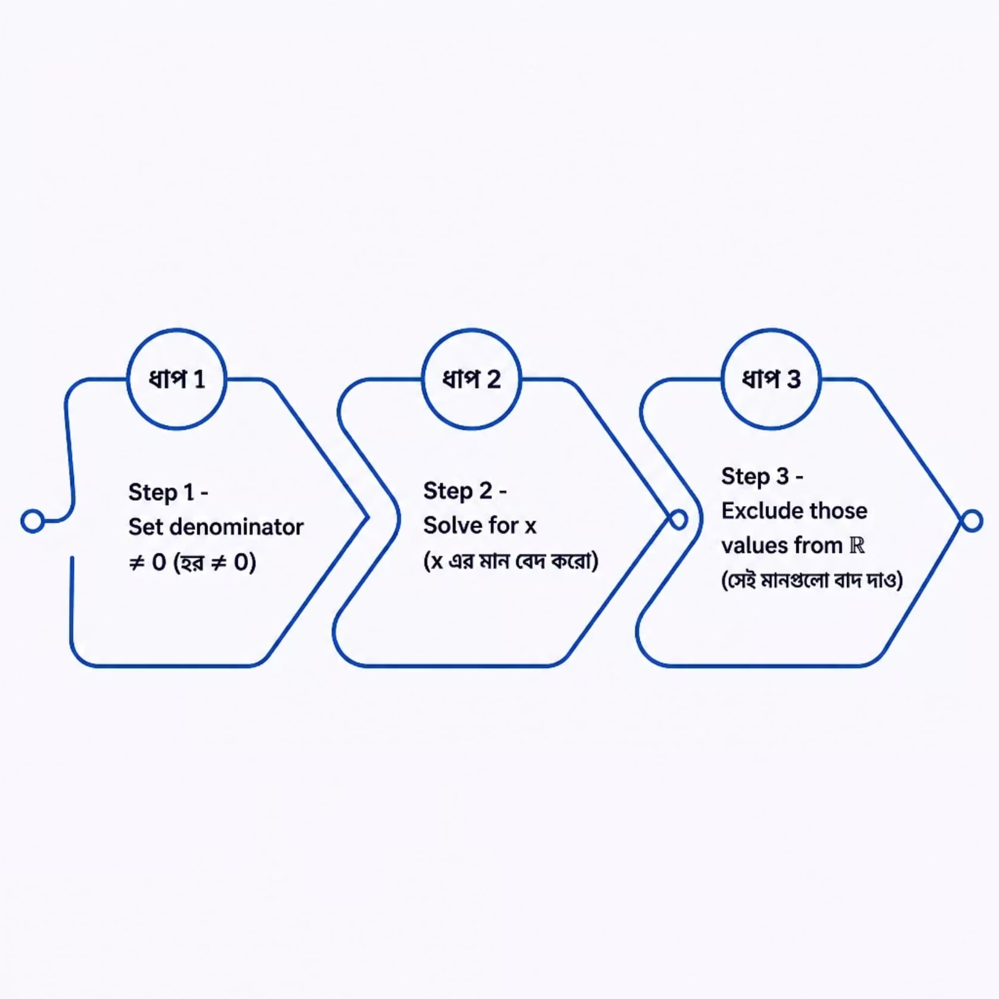 ধাপ 1
Step 1 -
Set denominator
≠ 0 (হর ≠ 0)
ধাপ 2
Step 2 -
Solve for x
(x এর মান বেদ করো)
ধাপ 3
Step 3 -
Exclude those
values from ℝ
(সেই মানগুলো বাদ দাও)